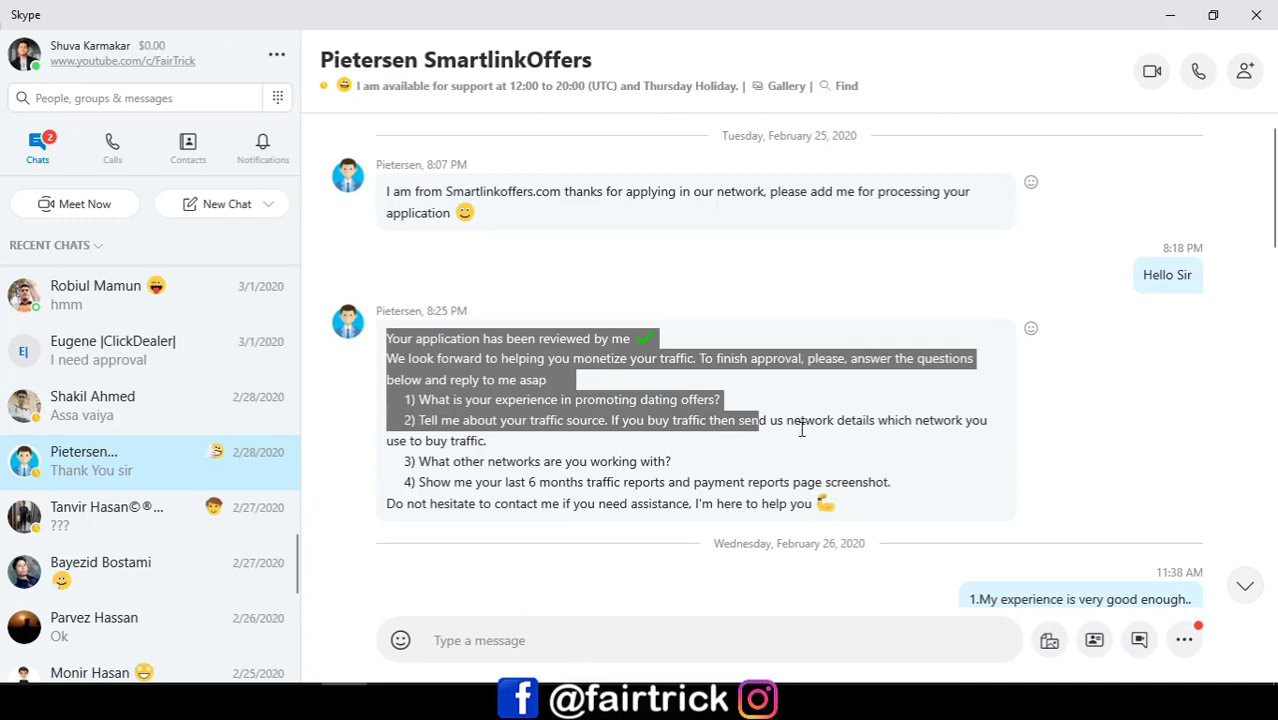 Skype
Shuva Karmakar $0.00
www.youtube.com/c/FairTrick
People, groups & messages
Chats
2
Calls
Contacts
Notifications
Meet Now
New Chat
RECENT CHATS
Robiul Mamun 3/1/2020
hmm
E|
Eugene |ClickDealer| 3/1/2020
I need approval
Shakil Ahmed 2/28/2020
Assa vaiya
Pietersen... 2/28/2020
Thank You sir
Tanvir Hasan©®... 2/27/2020
???
Bayezid Bostami 2/27/2020
Parvez Hassan 2/26/2020
Ok
Monir Hasan 2/25/2020
Pietersen SmartlinkOffers
I am available for support at 12:00 to 20:00 (UTC) and Thursday Holiday. | Gallery | Find
Tuesday, February 25, 2020
Pietersen, 8:07 PM
I am from Smartlinkoffers.com thanks for applying in our network, please add me for processing your
application
8:18 PM
Hello Sir
Pietersen, 8:25 PM
Your application has been reviewed by me
We look forward to helping you monetize your traffic. To finish approval, please, answer the questions
below and reply to me asap
1) What is your experience in promoting dating offers?
2) Tell me about your traffic source. If you buy traffic then send us network details which network you
use to buy traffic.
3) What other networks are you working with?
4) Show me your last 6 months traffic reports and payment reports page screenshot.
Do not hesitate to contact me if you need assistance, I'm here to help you
Wednesday, February 26, 2020
11:38 AM
1.My experience is very good enough..
Type a message
@fairtrick